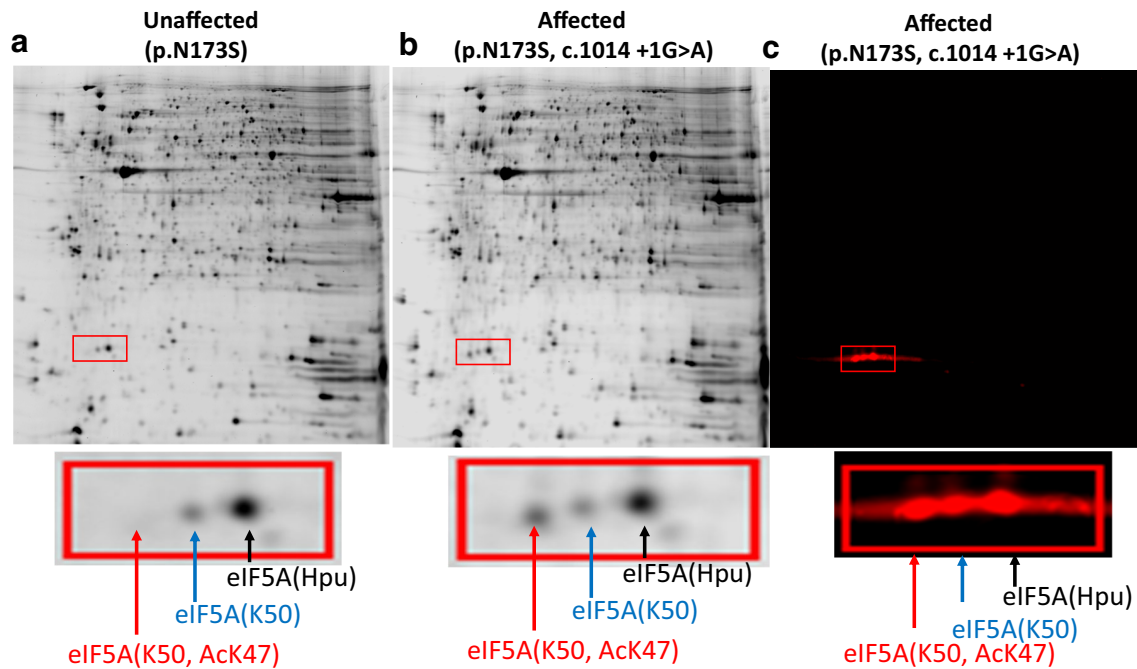 a
Unaffected
(p.N173S)
b
Affected
(p.N173S, c.1014 +1G>A)
c
Affected
(p.N173S, c.1014 +1G>A)
eIF5A(Hpu)
eIF5A(K50)
eIF5A(K50, AcK47)
eIF5A(Hpu)
eIF5A(K50)
eIF5A(K50, AcK47)
eIF5A(Hpu)
eIF5A(K50)
eIF5A(K50, AcK47)